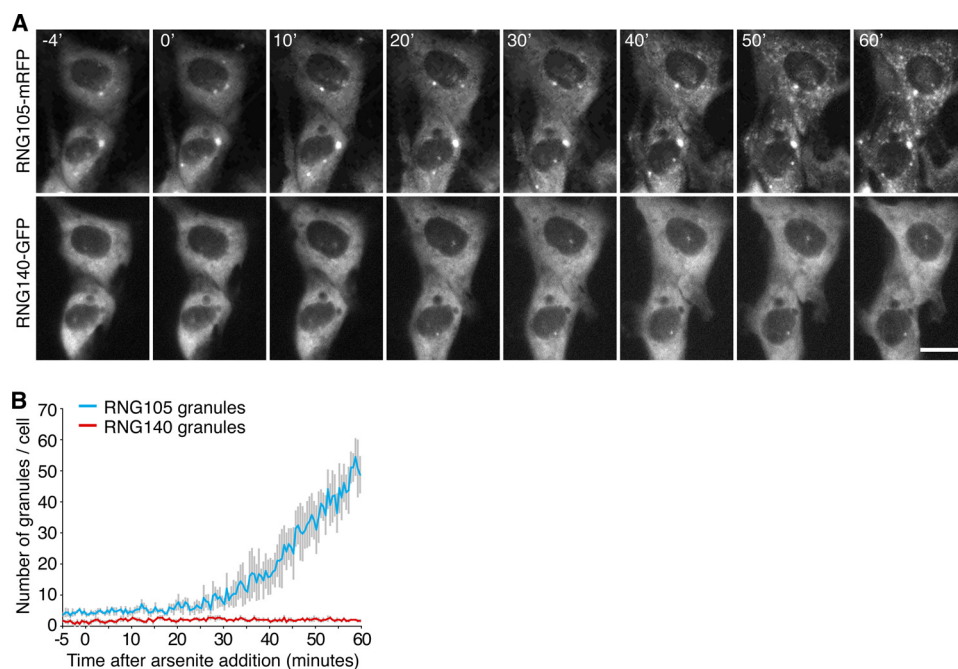 A
-4' 0' 10' 20' 30' 40' 50' 60'
RNG105-mRFP
RNG140-GFP
B
RNG105 granules
RNG140 granules
Number of granules / cell
70
60
50
40
30
20
10
0
-5 0 10 20 30 40 50 60
Time after arsenite addition (minutes)